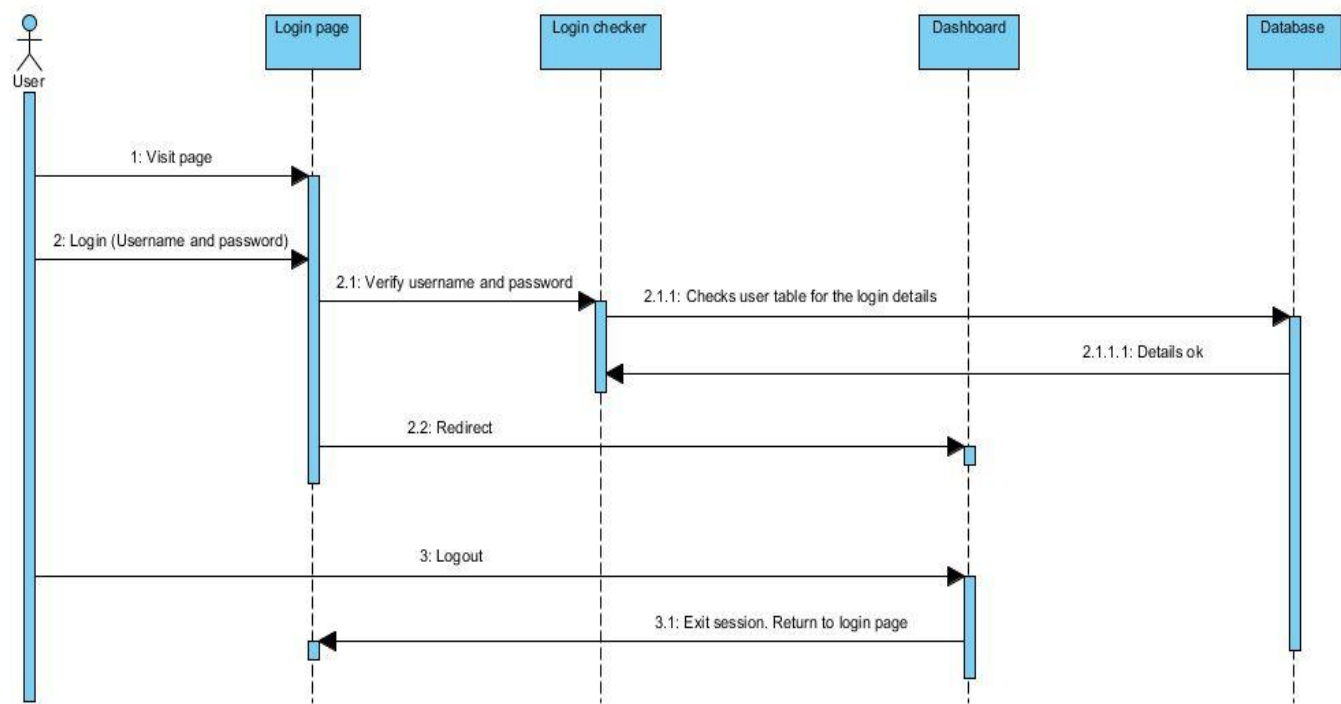 Login page
Login checker
Dashboard
Database
User
1: Visit page
2: Login (Username and password)
2.1: Verify username and password
2.1.1: Checks user table for the login details
2.1.1.1: Details ok
2.2: Redirect
3: Logout
3.1: Exit session. Return to login page